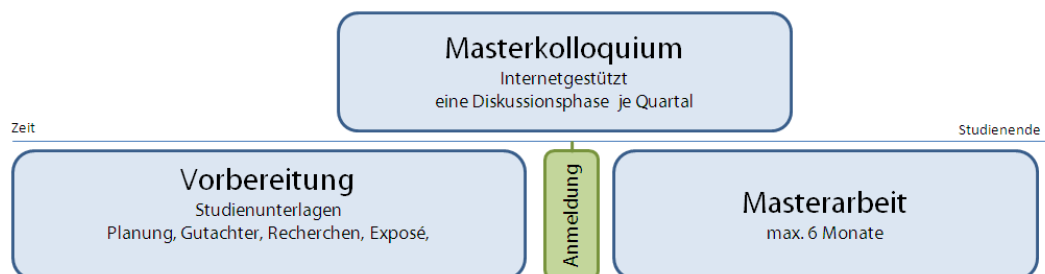 Masterkolloquium
Internetgestützt
eine Diskussionsphase je Quartal
Zeit
Studienende
Vorbereitung
Studienunterlagen
Planung, Gutachter, Recherchen, Exposé,
Anmeldung
Masterarbeit
max. 6 Monate